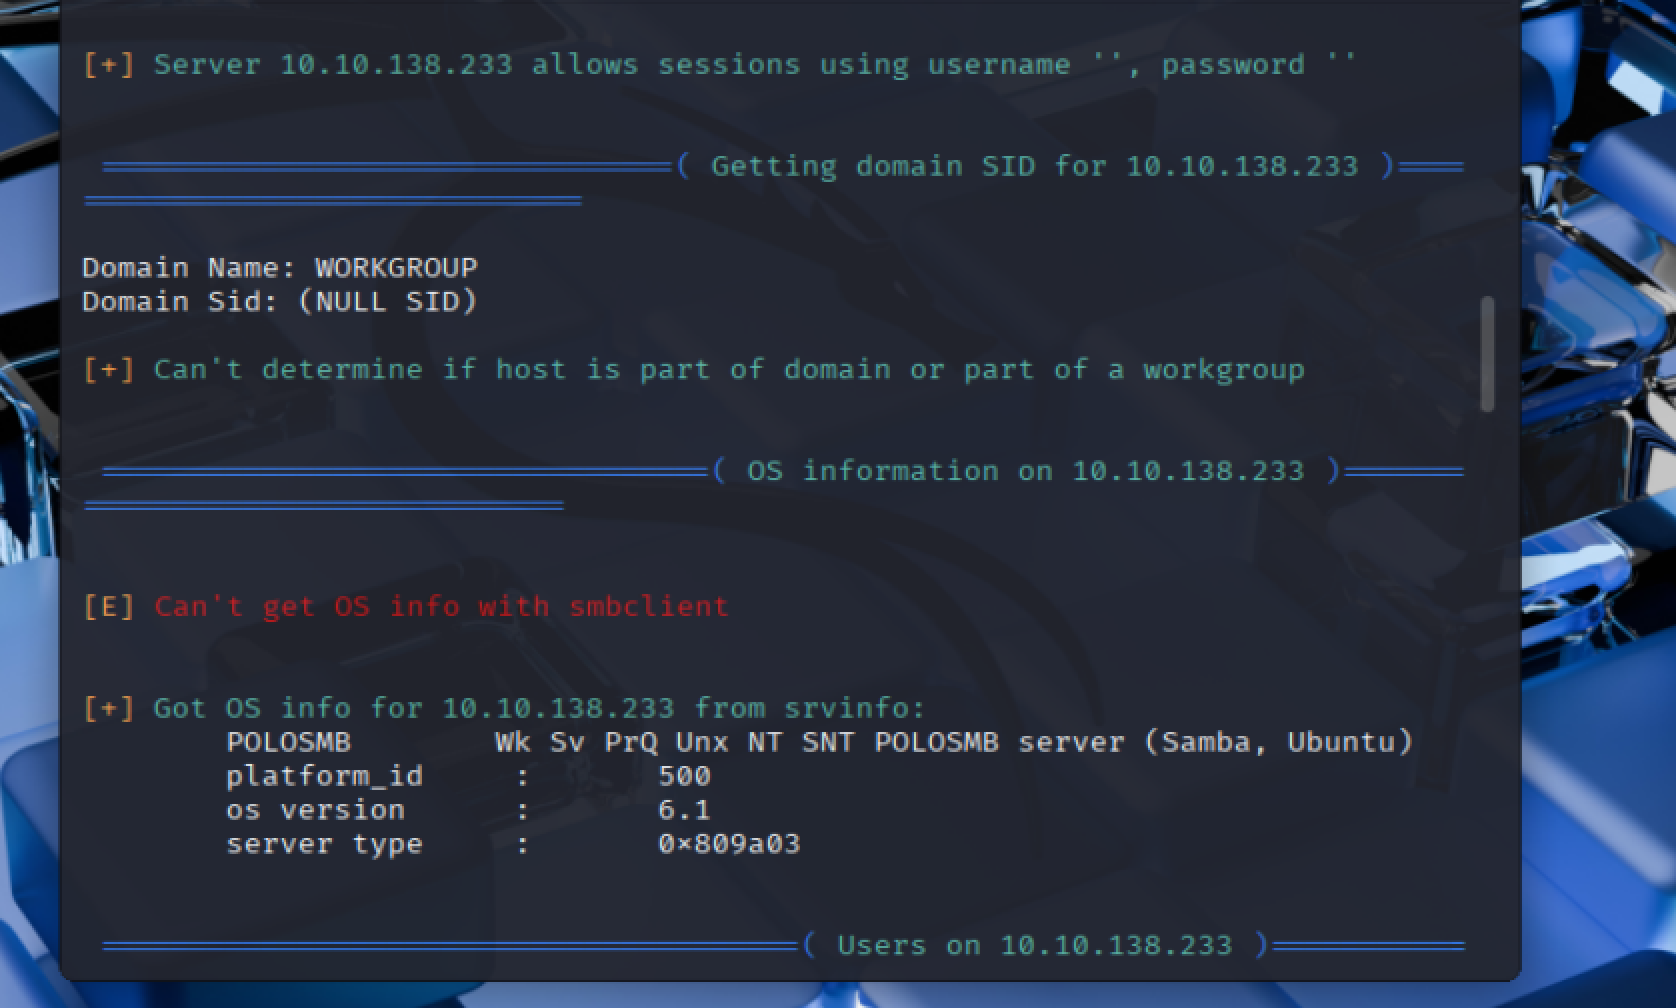 [+] Server 10.10.138.233 allows sessions using username '', password ''
( Getting domain SID for 10.10.138.233 )
Domain Name: WORKGROUP
Domain Sid: (NULL SID)
[+] Can't determine if host is part of domain or part of a workgroup
( OS information on 10.10.138.233 )
[E] Can't get OS info with smbclient
[+] Got OS info for 10.10.138.233 from srvinfo:
POLOSMB Wk Sv PrQ Unx NT SNT POLOSMB server (Samba, Ubuntu)
platform_id : 500
os version : 6.1
server type : 0×809a03
( Users on 10.10.138.233 )